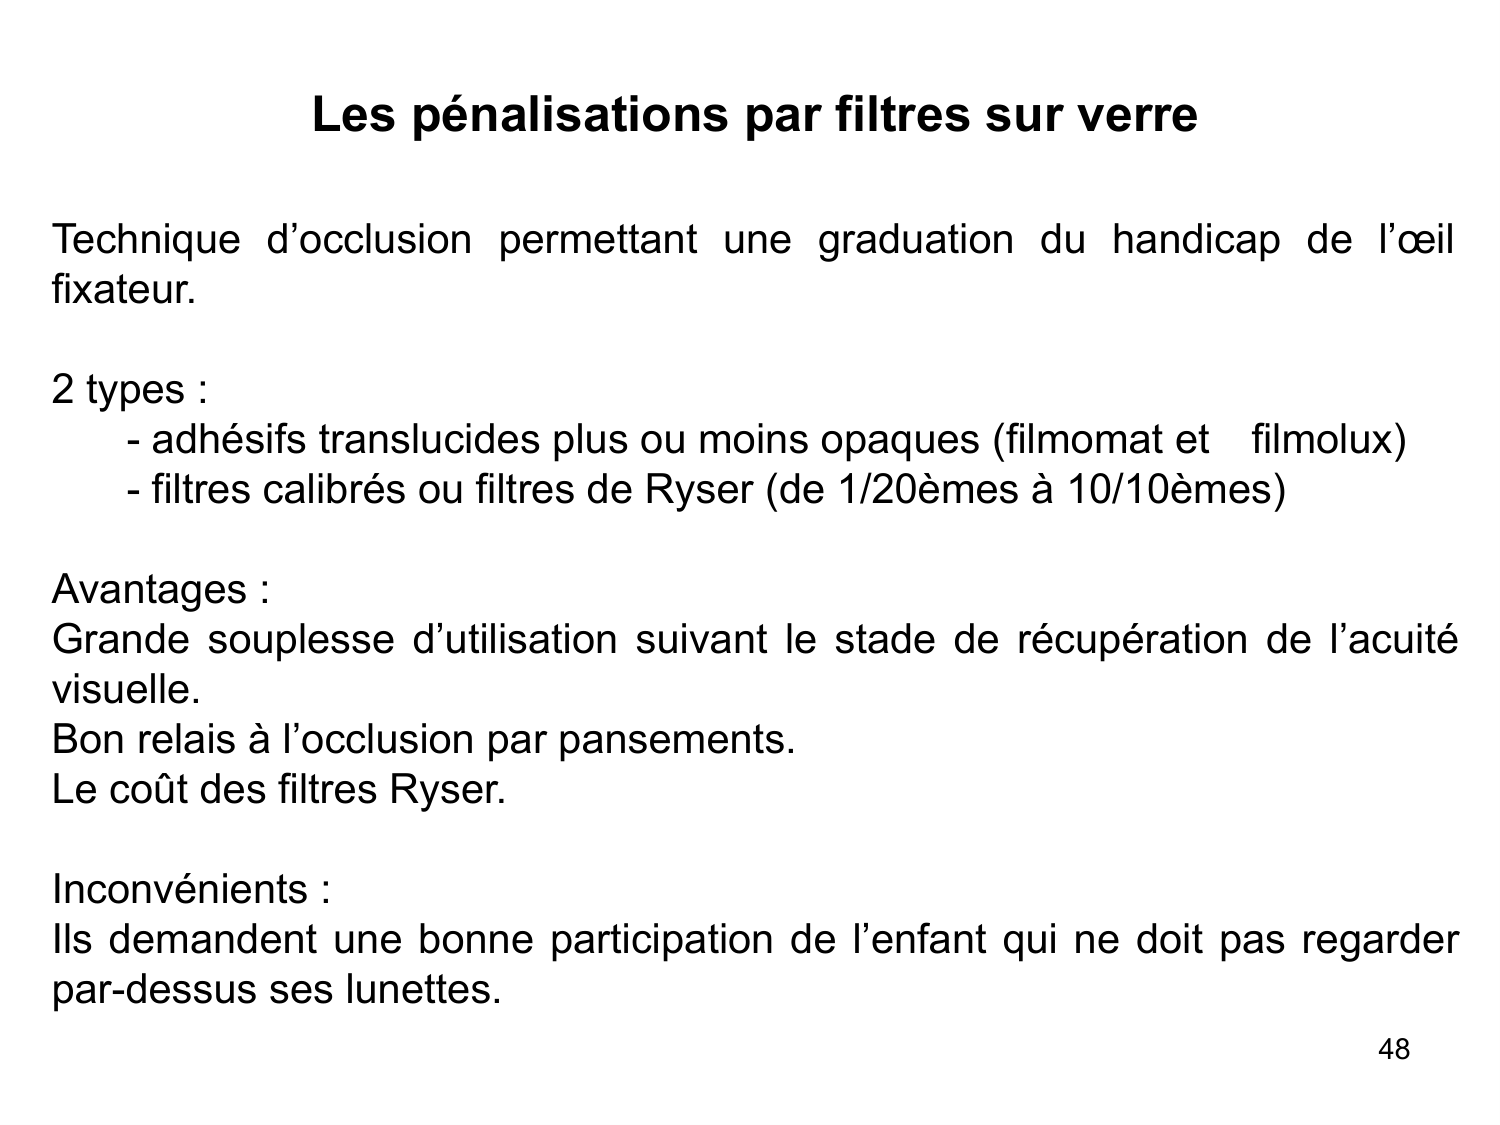 Les pénalisations par filtres sur verre
Technique d’occlusion permettant une graduation du handicap de l’œil
fixateur.
2 types :
- adhésifs translucides plus ou moins opaques (filmomat et filmolux)
- filtres calibrés ou filtres de Ryser (de 1/20èmes à 10/10èmes)
Avantages :
Grande souplesse d’utilisation suivant le stade de récupération de l’acuité
visuelle.
Bon relais à l’occlusion par pansements.
Le coût des filtres Ryser.
Inconvénients :
Ils demandent une bonne participation de l’enfant qui ne doit pas regarder
par-dessus ses lunettes.
48